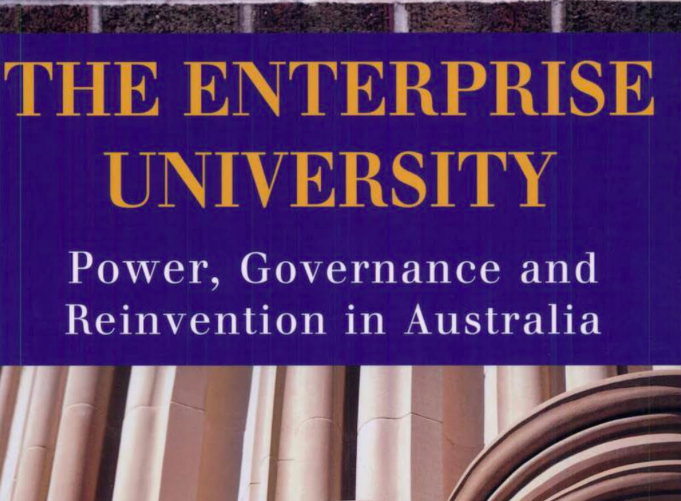 THE ENTERPRISE
UNIVERSITY
Power, Governance and
Reinvention in Australia